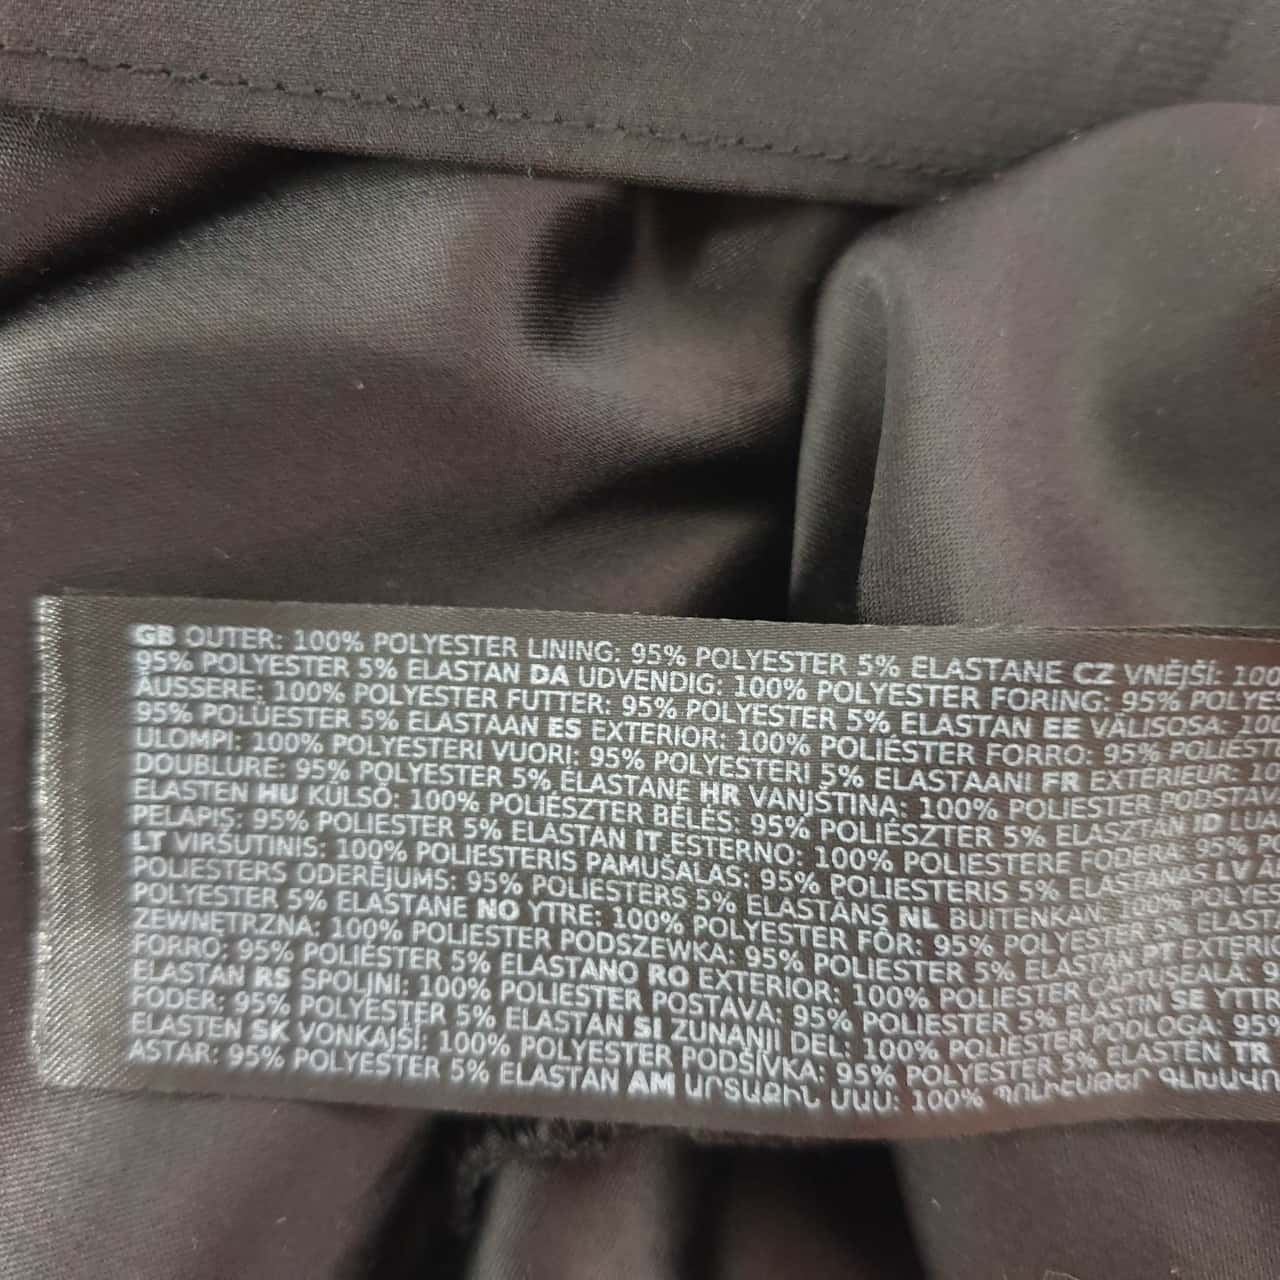 GB OUTER: 100% POLYESTER LINING: 95% POLYESTER 5% ELASTANE CZ VNĚJŠÍ: 100
95% POLYESTER 5% ELASTAN DA UDVENDIG: 100% POLYESTER FORING: 95% POLYES
ÄUSSERE: 100% POLYESTER FUTTER: 95% POLYESTER 5% ELASTAN EE VÄLISOSA: 100
95% POLÜESTER 5% ELASTAAN ES EXTERIOR: 100% POLIÉSTER FORRO: 95% POLIÉST
ULOMPI: 100% POLYESTERI VUORI: 95% POLYESTERI 5% ELASTAANI FR EXTÉRIEUR: 10
DOUBLURE: 95% POLYESTER 5% ÉLASTANE HR VANJŠTINA: 100% POLIESTER PODSTAVA
ELASTEN HU KÜLSŐ: 100% POLIÉSZTER BÉLÉS: 95% POLIÉSZTER 5% ELASZTÁN ID LUA
PELAPIS: 95% POLIESTER 5% ELASTAN IT ESTERNO: 100% POLIESTERE FODERA: 95% PO
LT VIRŠUTINIS: 100% POLIESTERIS PAMUŠALAS: 95% POLIESTERIS 5% ELASTANAS LV
POLIESTERS ODERĒJUMS: 95% POLIESTERS 5% ELASTĀNS NL BUITENKAN: 100% POLYES
POLYESTER 5% ELASTANE NO YTRE: 100% POLYESTER FÔR: 95% POLYESTER 5% ELASTA
ZEWNĘTRZNA: 100% POLIESTER PODSZEWKA: 95% POLIESTER 5% ELASTAN PT EXTERIO
FORRO: 95% POLIÉSTER 5% ELASTANO RO EXTERIOR: 100% POLIESTER CĂPTUȘEALĂ: 9
ELASTAN RS SPOLJNI: 100% POLIESTER POSTAVA: 95% POLIESTER 5% ELASTIN SE YTTR
FODER: 95% POLYESTER 5% ELASTAN SI ZUNANJI DEL: 100% POLIESTER PODLOGA: 95%
ELASTEN SK VONKAJŠÍ: 100% POLYESTER PODŠÍVKA: 95% POLYESTER 5% ELASTÉN TR
ASTAR: 95% POLYESTER 5% ELASTAN AM ԱՐՏԱՔԻՆ ՄԱՍ: 100% ՊՈԼԻԷՍԹԵՐ